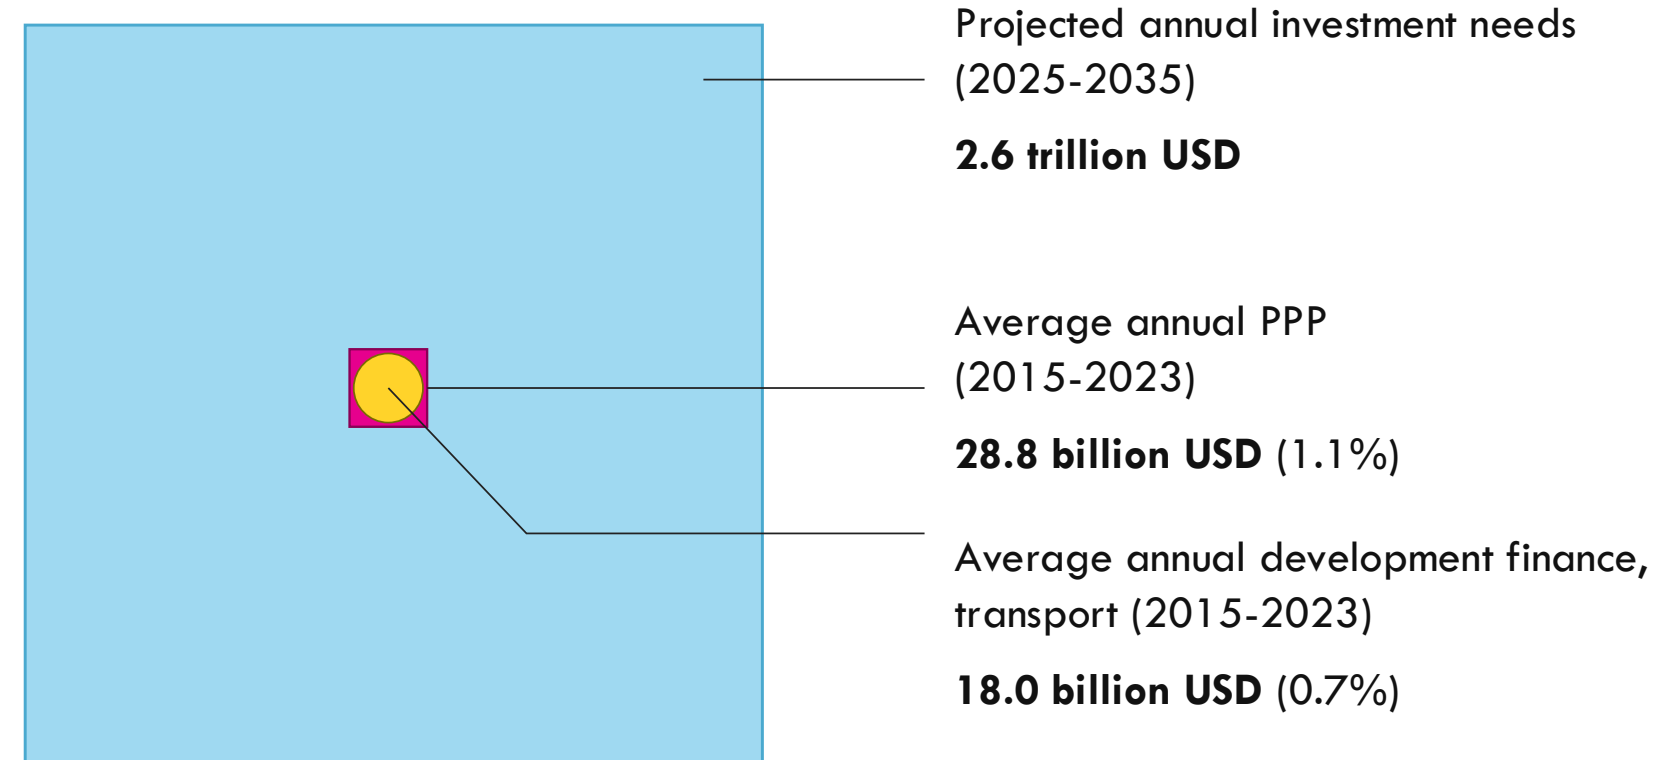 Projected annual investment needs
(2025-2035)
2.6 trillion USD
Average annual PPP
(2015-2023)
28.8 billion USD (1.1%)
Average annual development finance,
transport (2015-2023)
18.0 billion USD (0.7%)